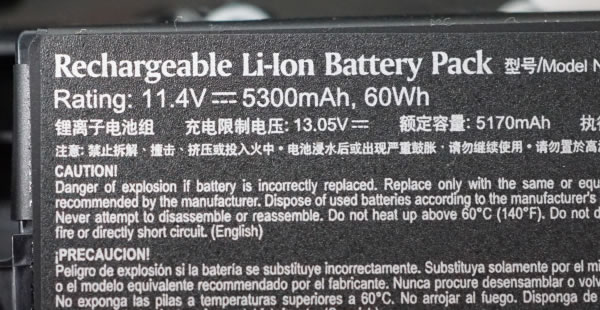 Rechargeable Li-Ion Battery Pack 型号/Model N
Rating: 11.4V⎓ 5300mAh, 60Wh
锂离子电池组 充电限制电压: 13.05V⎓ 额定容量: 5170mAh 执行
注意: 禁止拆解、撞击、挤压或投入火中・电池浸水后或出现严重鼓胀，请勿继续使用・请勿置於高温
CAUTION!
Danger of explosion if battery is incorrectly replaced. Replace only with the same or equ
recommended by the manufacturer. Dispose of used batteries according to the manufacturer's
Never attempt to disassemble or reassemble. Do not heat up above 60°C (140°F). Do not d
fire or directly short circuit. (English)
¡PRECAUCION!
Peligro de explosión si la batería se substituye incorrectamente. Substituya solamente por el mi
o el modelo equivalente recomendado por el fabricante. Nunca procure desensamblar o volv
No exponga las pilas a temperaturas superiores a 60°C. No arrojar al fuego. Disponga de